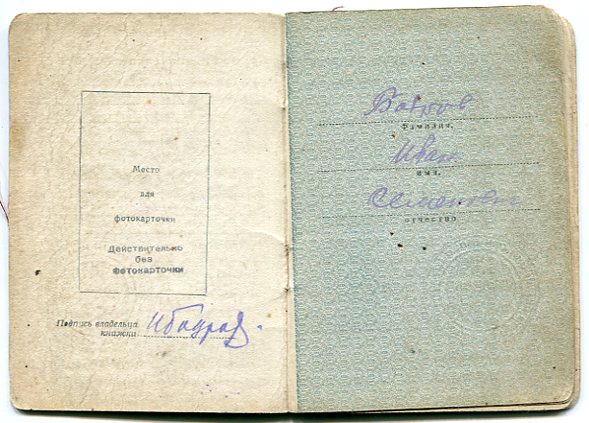 Место
для
фотокарточки
Действительно
без
фотокарточки
Подпись владельца
книжки
фамилия,
Иван
имя,
Семенович
отчество